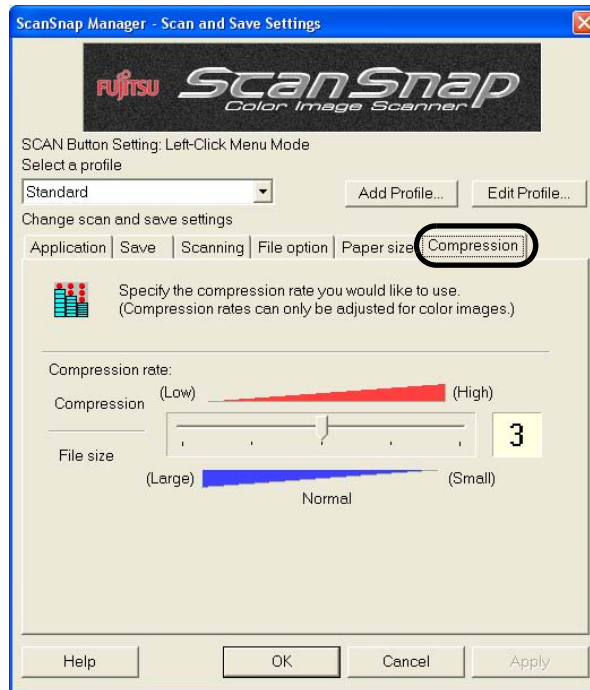 ScanSnap Manager - Scan and Save Settings
FUJITSU ScanSnap
Color Image Scanner
SCAN Button Setting: Left-Click Menu Mode
Select a profile
Standard Add Profile... Edit Profile...
Change scan and save settings
Application Save Scanning File option Paper size Compression
Specify the compression rate you would like to use.
(Compression rates can only be adjusted for color images.)
Compression rate:
(Low) (High)
Compression
3
File size
(Large) (Small)
Normal
Help OK Cancel Apply